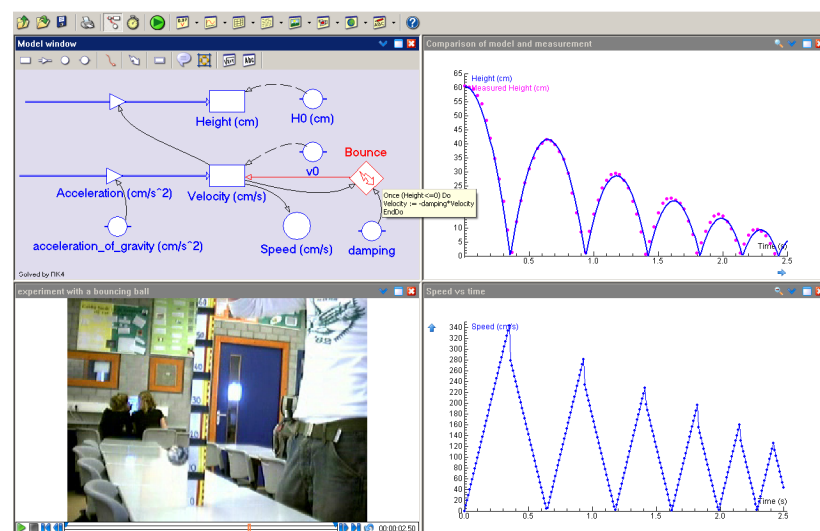 Model window
Height (cm)
H0 (cm)
Bounce
v0
Acceleration (cm/s^2)
Velocity (cm/s)
Once (Height<=0) Do
Velocity := -damping*Velocity
EndDo
acceleration_of_gravity (cm/s^2)
Speed (cm/s)
damping
Solved by RK4
Comparison of model and measurement
Height (cm)
Measured Height (cm)
65
60
55
50
45
40
35
30
25
20
15
10
5
0
Time (s)
0.5
1.0
1.5
2.0
2.5
experiment with a bouncing ball
60
40
30
20
10
0
00:00:02.50
Speed vs time
Speed (cm/s)
340
320
300
280
260
240
220
200
180
160
140
120
100
80
60
40
20
0
Time (s)
0.0
0.5
1.0
1.5
2.0
2.5